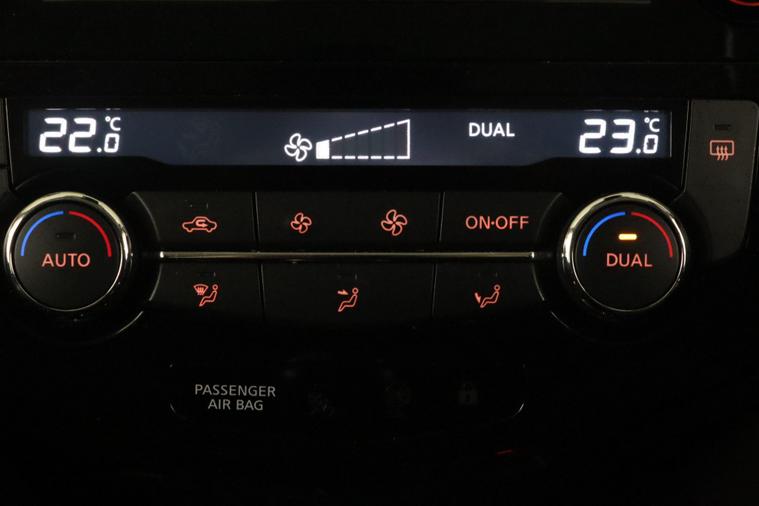 22.0 °C
DUAL
23.0 °C
ON·OFF
AUTO
DUAL
PASSENGER
AIR BAG